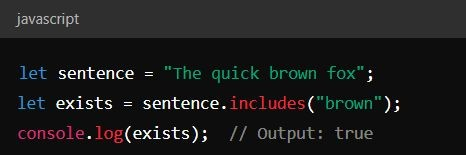 javascript
let sentence = "The quick brown fox";
let exists = sentence.includes("brown");
console.log(exists);  // Output: true